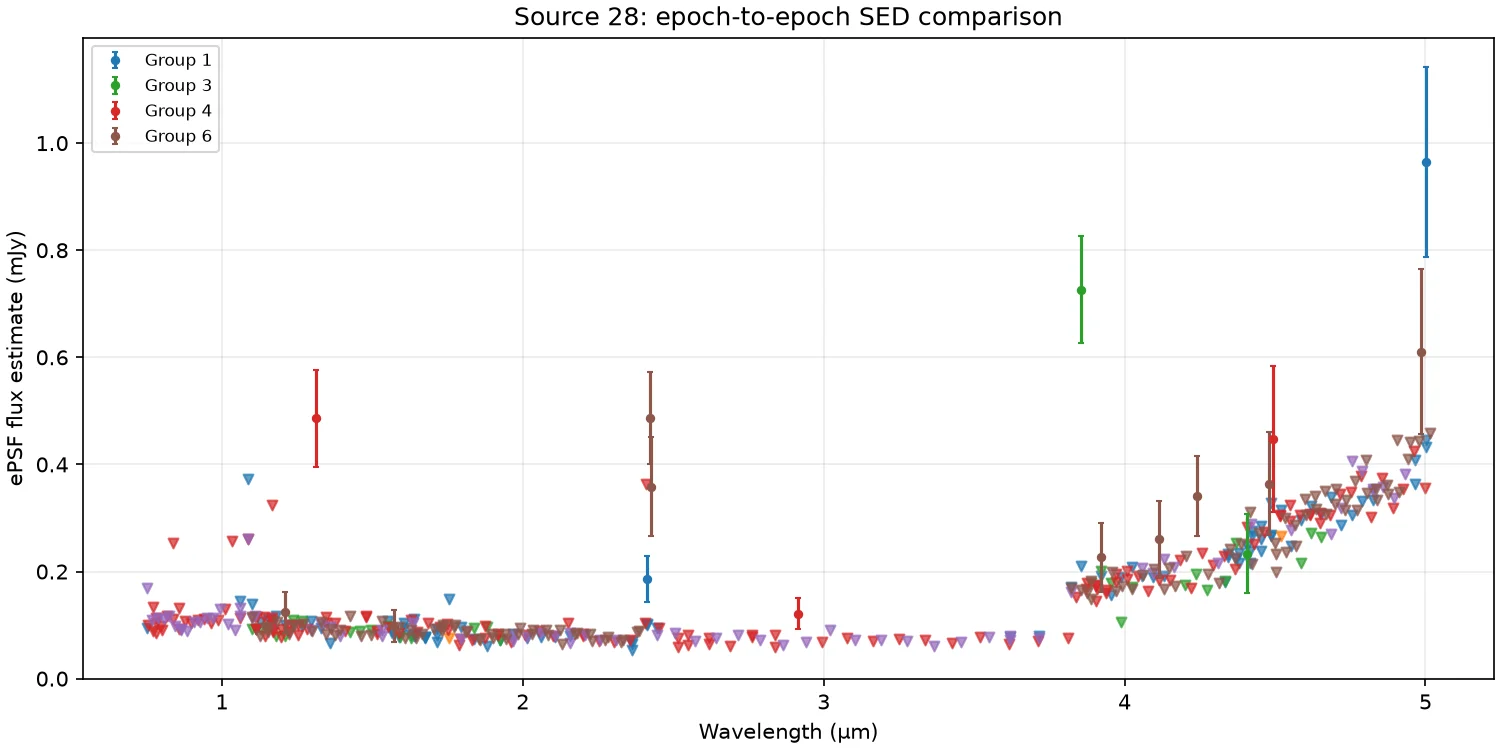 Source 28: epoch-to-epoch SED comparison
Group 1
Group 3
Group 4
Group 6
ePSF flux estimate (mJy)
1.0
0.8
0.6
0.4
0.2
0.0
1 2 3 4 5
Wavelength (µm)